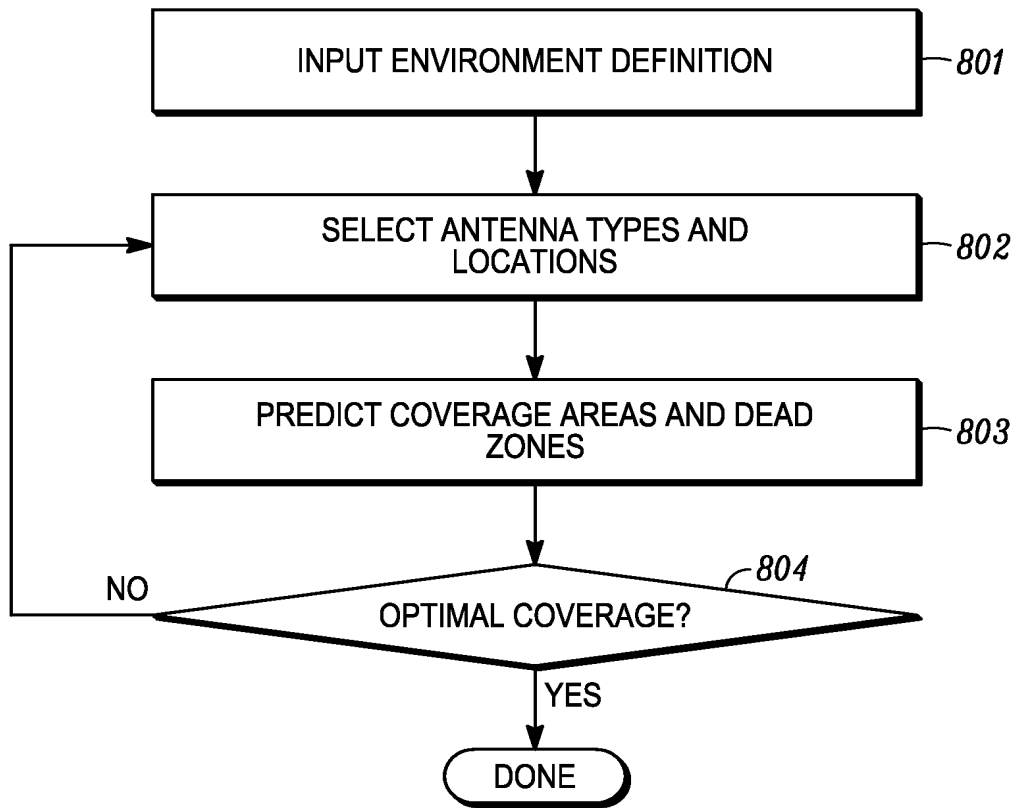 INPUT ENVIRONMENT DEFINITION
801
SELECT ANTENNA TYPES AND
LOCATIONS
802
PREDICT COVERAGE AREAS AND DEAD
ZONES
803
804
NO
OPTIMAL COVERAGE?
YES
DONE